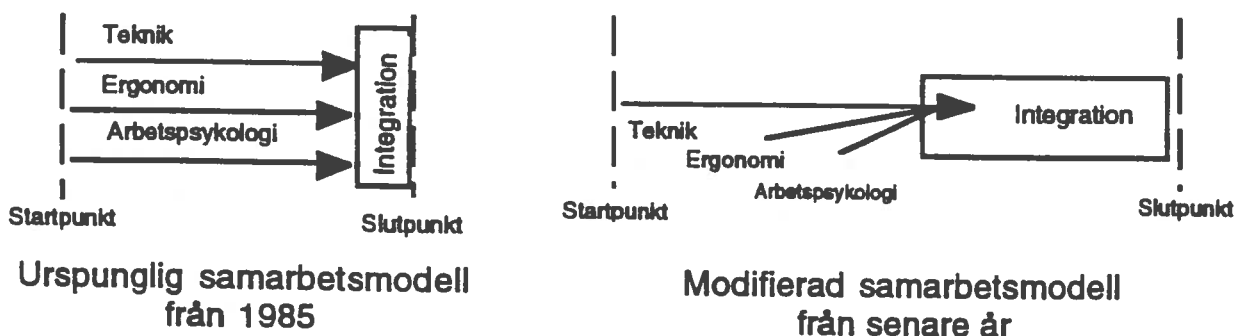 Teknik
Ergonomi
Arbetspsykologi
Integration
Startpunkt
Slutpunkt
Urspunglig samarbetsmodell
från 1985
Teknik
Ergonomi
Arbetspsykologi
Integration
Startpunkt
Slutpunkt
Modifierad samarbetsmodell
från senare år